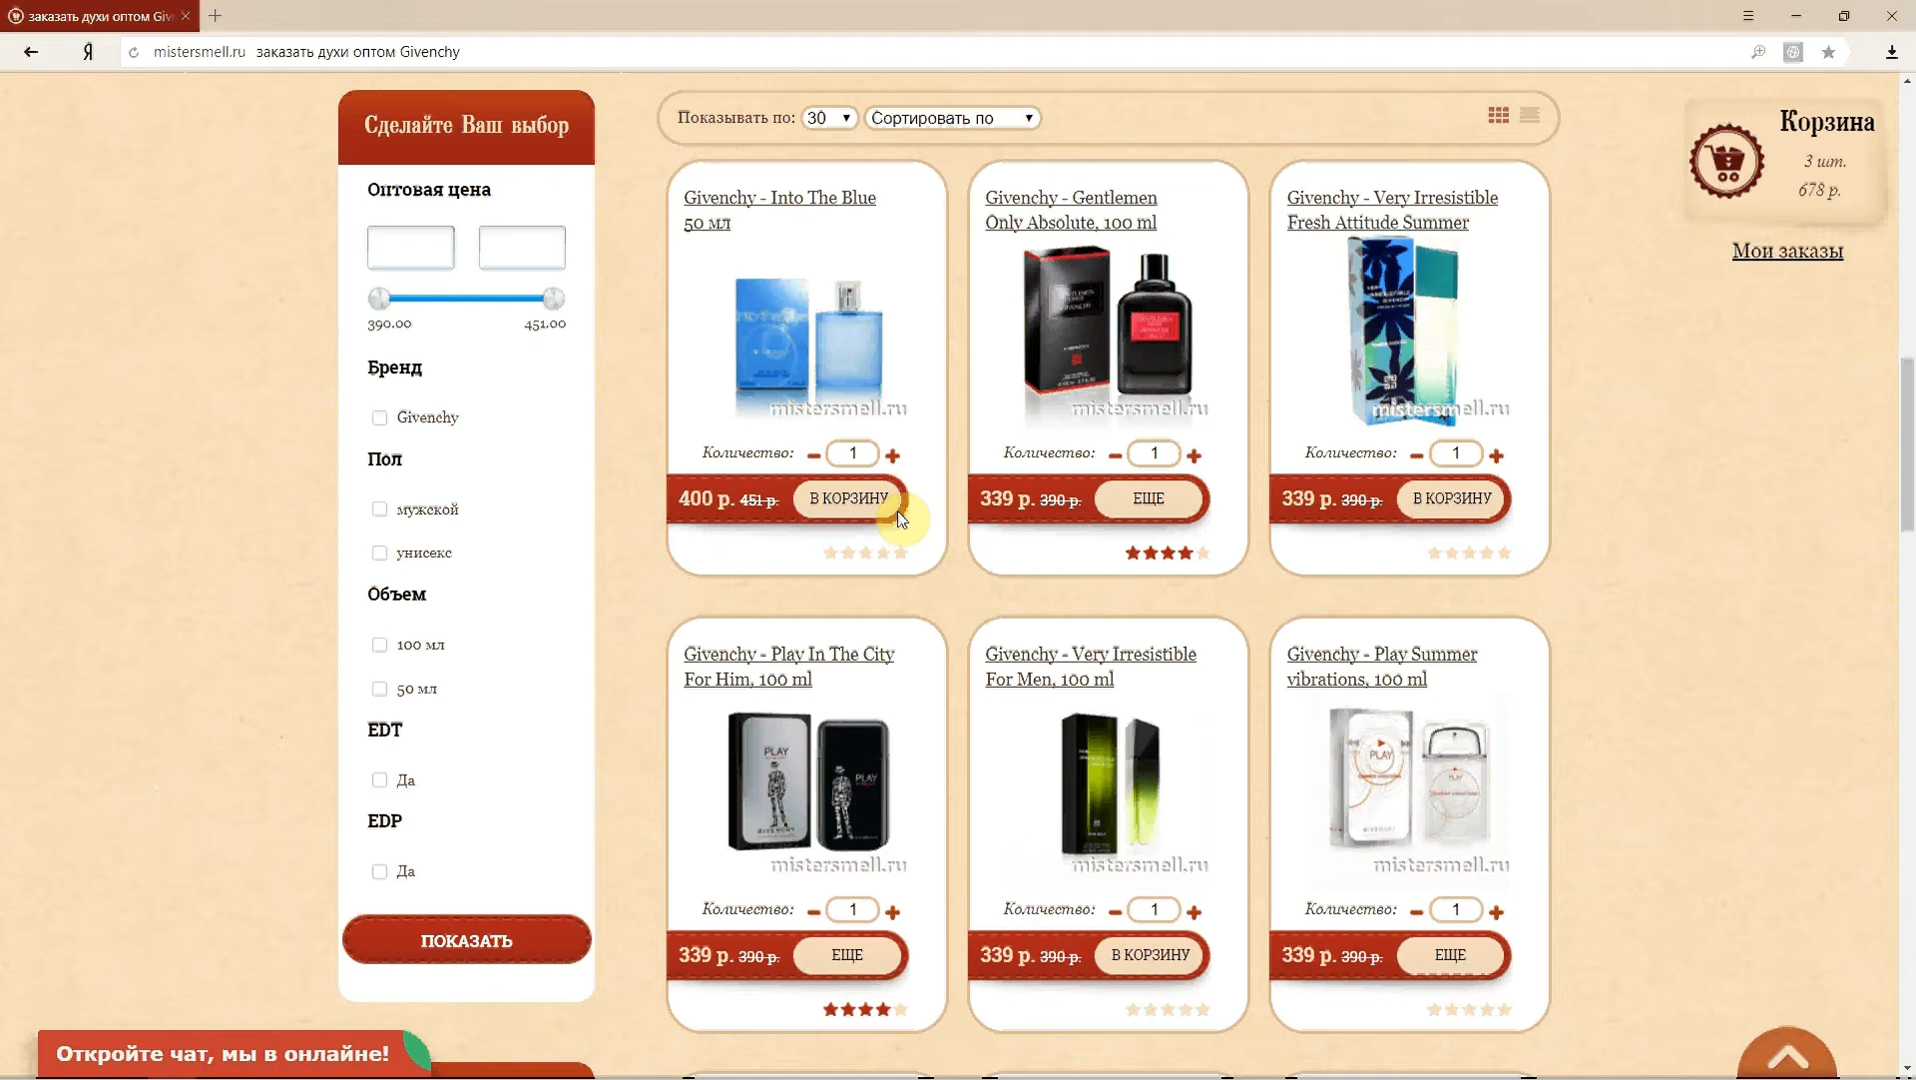 заказать духи оптом Giv
Я
mistersmell.ru заказать духи оптом Givenchy
Сделайте Ваш выбор
Оптовая цена
390.00 451.00
Бренд
Givenchy
Пол
мужской
унисекс
Объем
100 мл
50 мл
EDT
Да
EDP
Да
ПОКАЗАТЬ
Откройте чат, мы в онлайне!
Показывать по: 30 Сортировать по
Корзина
3 шт.
678 р.
Мои заказы
Givenchy - Into The Blue
50 мл
mistersmell.ru
Количество: 1
400 р. 451 р. В КОРЗИНУ
Givenchy - Gentlemen
Only Absolute, 100 ml
mistersmell.ru
Количество: 1
339 р. 390 р. ЕЩЕ
Givenchy - Very Irresistible
Fresh Attitude Summer
mistersmell.ru
Количество: 1
339 р. 390 р. В КОРЗИНУ
Givenchy - Play In The City
For Him, 100 ml
PLAY
GIVENCHY
PLAY
mistersmell.ru
Количество: 1
339 р. 390 р. ЕЩЕ
Givenchy - Very Irresistible
For Men, 100 ml
mistersmell.ru
Количество: 1
339 р. 390 р. В КОРЗИНУ
Givenchy - Play Summer
vibrations, 100 ml
PLAY
mistersmell.ru
Количество: 1
339 р. 390 р. ЕЩЕ